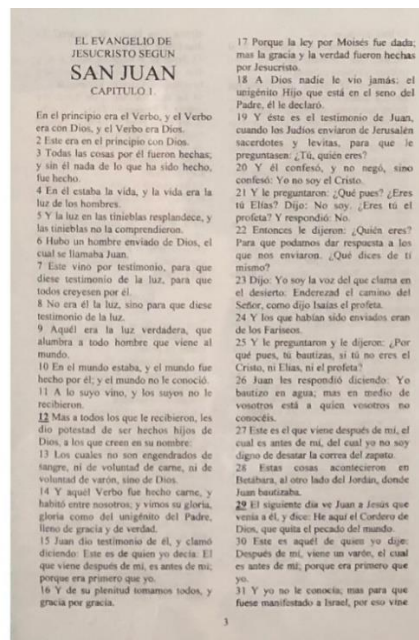 EL EVANGELIO DE
JESUCRISTO SEGUN
SAN JUAN
CAPITULO 1
En el principio era el Verbo, y el Verbo
era con Dios, y el Verbo era Dios.
2 Este era en el principio con Dios.
3 Todas las cosas por él fueron hechas;
y sin él nada de lo que ha sido hecho,
fue hecho.
4 En él estaba la vida, y la vida era la
luz de los hombres.
5 Y la luz en las tinieblas resplandece, y
las tinieblas no la comprendieron.
6 Hubo un hombre enviado de Dios, el
cual se llamaba Juan.
7 Este vino por testimonio, para que
diese testimonio de la luz, para que
todos creyesen por él.
8 No era él la luz, sino para que diese
testimonio de la luz.
9 Aquél era la luz verdadera, que
alumbra a todo hombre que viene al
mundo.
10 En el mundo estaba, y el mundo fue
hecho por él; y el mundo no le conoció.
11 A lo suyo vino, y los suyos no le
recibieron.
12 Mas a todos los que le recibieron, les
dio potestad de ser hechos hijos de
Dios, a los que creen en su nombre:
13 Los cuales no son engendrados de
sangre, ni de voluntad de carne, ni de
voluntad de varón, sino de Dios.
14 Y aquél Verbo fue hecho carne, y
habitó entre nosotros, y vimos su gloria,
gloria como del unigénito del Padre,
lleno de gracia y de verdad.
15 Juan dio testimonio de él, y clamó
diciendo: Este es de quien yo decía: El
que viene después de mí, es antes de mí;
porque era primero que yo.
16 Y de su plenitud tomamos todos, y
gracia por gracia.
17 Porque la ley por Moisés fue dada;
mas la gracia y la verdad fueron hechas
por Jesucristo.
18 A Dios nadie le vio jamás: el
unigénito Hijo que está en el seno del
Padre, él le declaró.
19 Y éste es el testimonio de Juan,
cuando los Judíos enviaron de Jerusalén
sacerdotes y levitas, para que le
preguntasen: ¿Tú, quién eres?
20 Y él confesó, y no negó, sino
confesó: Yo no soy el Cristo.
21 Y le preguntaron: ¿Qué pues? ¿Eres
tú Elías? Dijo: No soy. ¿Eres tú el
profeta? Y respondió: No.
22 Entonces le dijeron: ¿Quién eres?
Para que podamos dar respuesta a los
que nos enviaron. ¿Qué dices de tí
mismo?
23 Dijo: Yo soy la voz del que clama en
el desierto: Enderezad el camino del
Señor, como dijo Isaías el profeta.
24 Y los que habían sido enviados eran
de los Fariseos.
25 Y le preguntaron y le dijeron: ¿Por
qué pues, tú bautizas, si tú no eres el
Cristo, ni Elías, ni el profeta?
26 Juan les respondió diciendo: Yo
bautizo en agua; mas en medio de
vosotros está a quien vosotros no
conocéis.
27 Este es el que viene después de mí, el
cual es antes de mí, del cual yo no soy
digno de desatar la correa del zapato.
28 Estas cosas acontecieron en
Betábara, al otro lado del Jordán, donde
Juan bautizaba.
29 El siguiente día ve Juan a Jesús que
venía a él, y dice: He aquí el Cordero de
Dios, que quita el pecado del mundo.
30 Este es aquél de quien yo dije:
Después de mí, viene un varón, el cual
es antes de mí; porque era primero que
yo.
31 Y yo no le conocía; mas para que
fuese manifestado a Israel, por eso vine
3